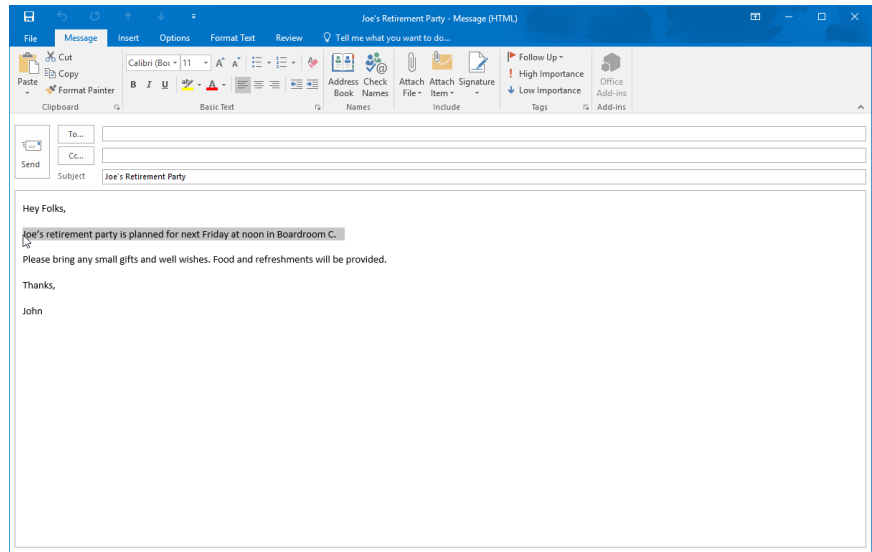 Joe's Retirement Party - Message (HTML)
File Message Insert Options Format Text Review Tell me what you want to do...
Paste
Cut
Copy
Format Painter
Clipboard
Calibri (Boc 11
A A
B I U ab A
Basic Text
Address Book
Check Names
Names
Attach File
Attach Item
Signature
Include
Follow Up
High Importance
Low Importance
Tags
Office Add-ins
Add-ins
Send
To...
Cc...
Subject Joe's Retirement Party
Hey Folks,
Joe's retirement party is planned for next Friday at noon in Boardroom C.
Please bring any small gifts and well wishes. Food and refreshments will be provided.
Thanks,
John